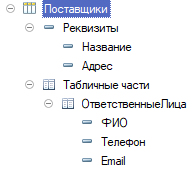 Поставщики
Реквизиты
Название
Адрес
Табличные части
ОтветственныеЛица
ФИО
Телефон
Email